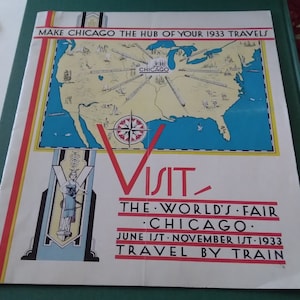 MAKE CHICAGO THE HUB OF YOUR 1933 TRAVELS
CHICAGO
VISIT
THE · WORLD'S · FAIR
· CHICAGO ·
JUNE 1ST · NOVEMBER 1ST · 1933
TRAVEL BY TRAIN